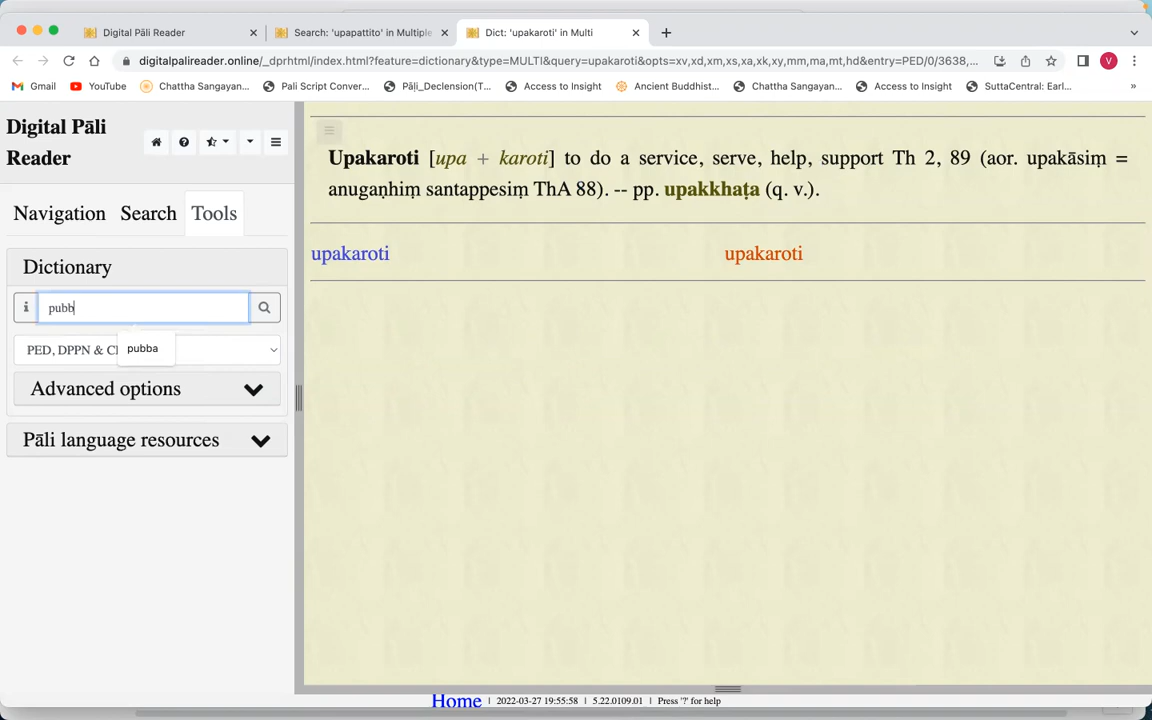 Digital Pāli Reader
Search: 'upapattito' in Multiple
Dict: 'upakaroti' in Multi
digitalpalireader.online/_dprhtml/index.html?feature=dictionary&type=MULTI&query=upakaroti&opts=xv,xd,xm,xs,xa,xk,xy,mm,ma,mt,hd&entry=PED/0/3638,...
V
Gmail
YouTube
Chattha Sangayan...
Pali Script Conver...
Pāḷi_Declension(T...
Access to Insight
Ancient Buddhist...
Chattha Sangayan...
Access to Insight
SuttaCentral: Earl...
»
Digital Pāli
Reader
Navigation Search Tools
Dictionary
pubb
pubba
PED, DPPN &
Advanced options
Pāli language resources
Upakaroti [upa + karoti] to do a service, serve, help, support Th 2, 89 (aor. upakāsiṃ =
anugaṇhiṃ santappesiṃ ThA 88). -- pp. upakkhaṭa (q. v.).
upakaroti upakaroti
Home | 2022-03-27 19:55:58 | 5.22.0109.01 | Press '?' for help